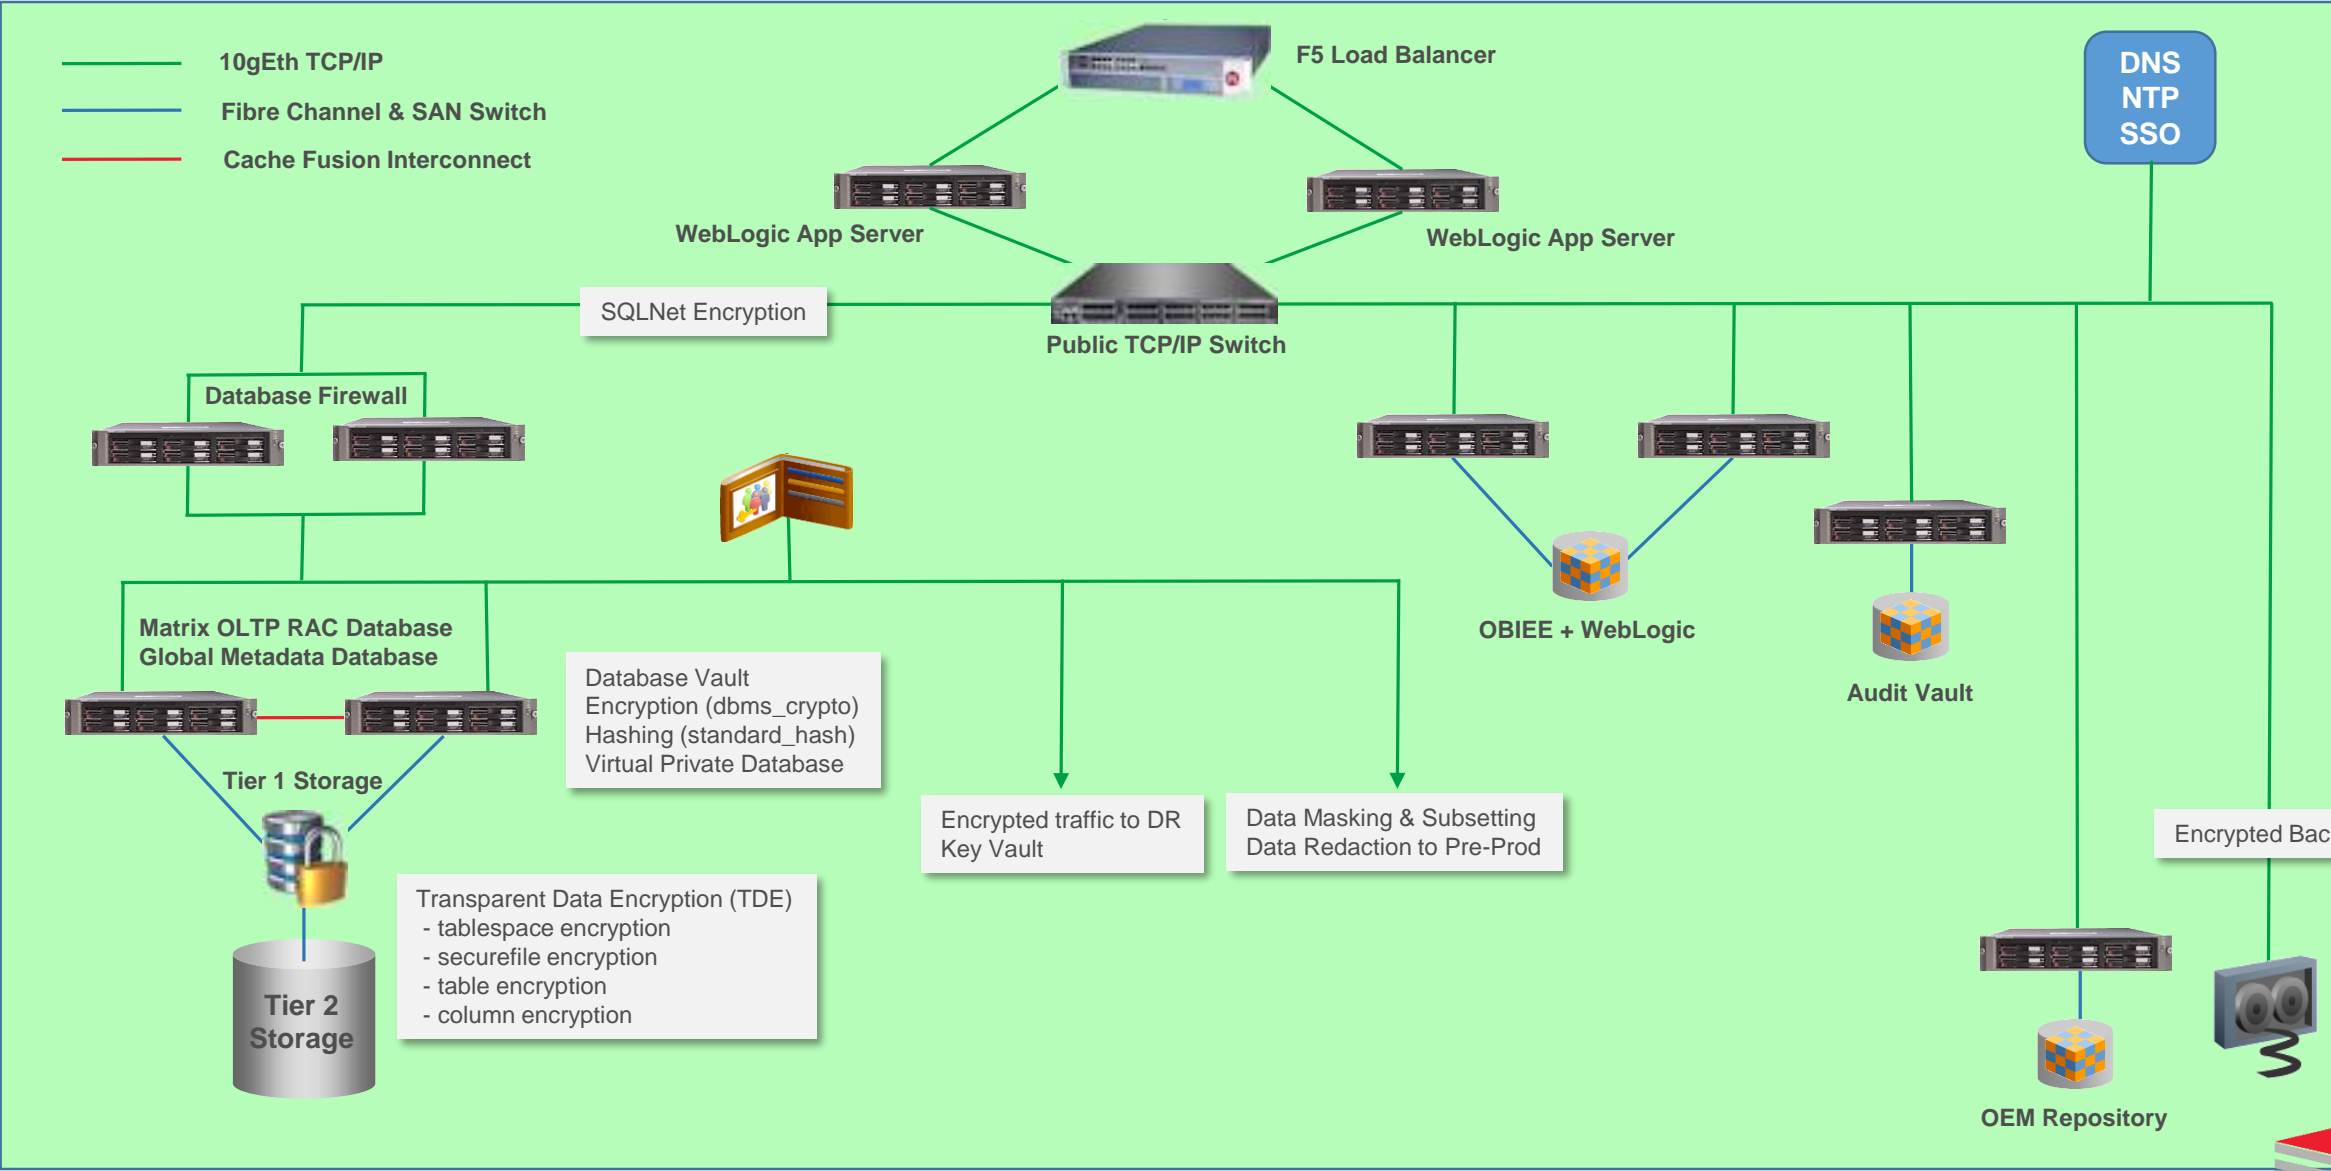 10gEth TCP/IP
Fibre Channel & SAN Switch
Cache Fusion Interconnect
F5 Load Balancer
DNS
NTP
SSO
WebLogic App Server
WebLogic App Server
SQLNet Encryption
Public TCP/IP Switch
Database Firewall
Matrix OLTP RAC Database
Global Metadata Database
OBIEE + WebLogic
Audit Vault
Database Vault
Encryption (dbms_crypto)
Hashing (standard_hash)
Virtual Private Database
Tier 1 Storage
Encrypted traffic to DR
Key Vault
Data Masking & Subsetting
Data Redaction to Pre-Prod
Encrypted Bac
Transparent Data Encryption (TDE)
- tablespace encryption
- securefile encryption
- table encryption
- column encryption
Tier 2
Storage
OEM Repository